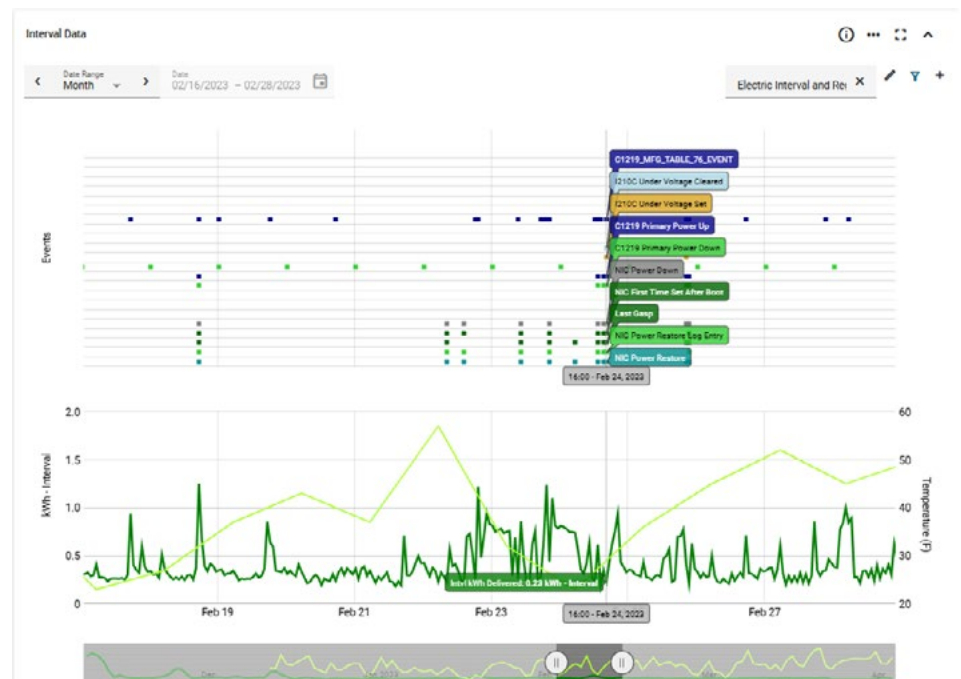 Interval Data
Date Range
Month
Date
02/16/2023 – 02/28/2023
Electric Interval and Re
Events
C1219_MFG_TABLE_76_EVENT
I210C Under Voltage Cleared
I210C Under Voltage Set
C1219 Primary Power Up
C1219 Primary Power Down
NIC Power Down
NIC First Time Set After Boot
Last Gasp
NIC Power Restore Log Entry
NIC Power Restore
16:00 - Feb 24, 2023
kWh - Interval
2.0
1.5
1.0
0.5
0
60
50
40
30
20
Temperature (F)
Intvl kWh Delivered: 0.23 kWh - Interval
Feb 19
Feb 21
Feb 23
16:00 - Feb 24, 2023
Feb 27
Dec
2023
Apr